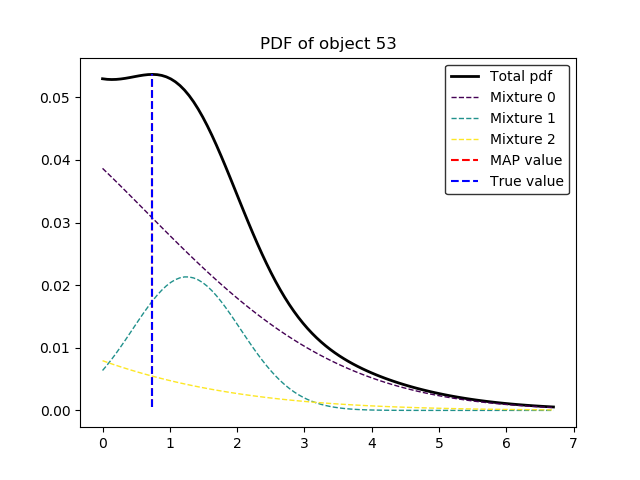 PDF of object 53
Total pdf
Mixture 0
Mixture 1
Mixture 2
MAP value
True value
0.05
0.04
0.03
0.02
0.01
0.00
0 1 2 3 4 5 6 7